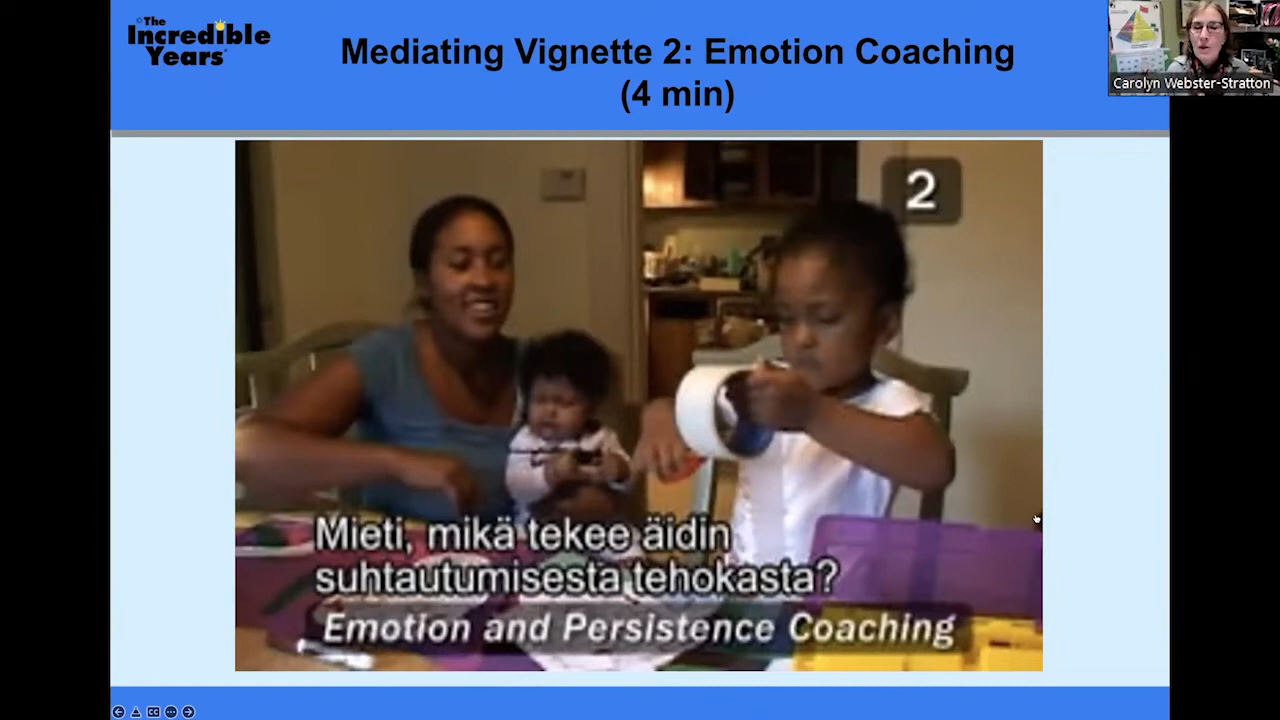 ©The
Incredible
Years®
Mediating Vignette 2: Emotion Coaching
(4 min)
Carolyn Webster-Stratton
2
Mieti, mikä tekee äidin
suhtautumisesta tehokasta?
Emotion and Persistence Coaching
CC